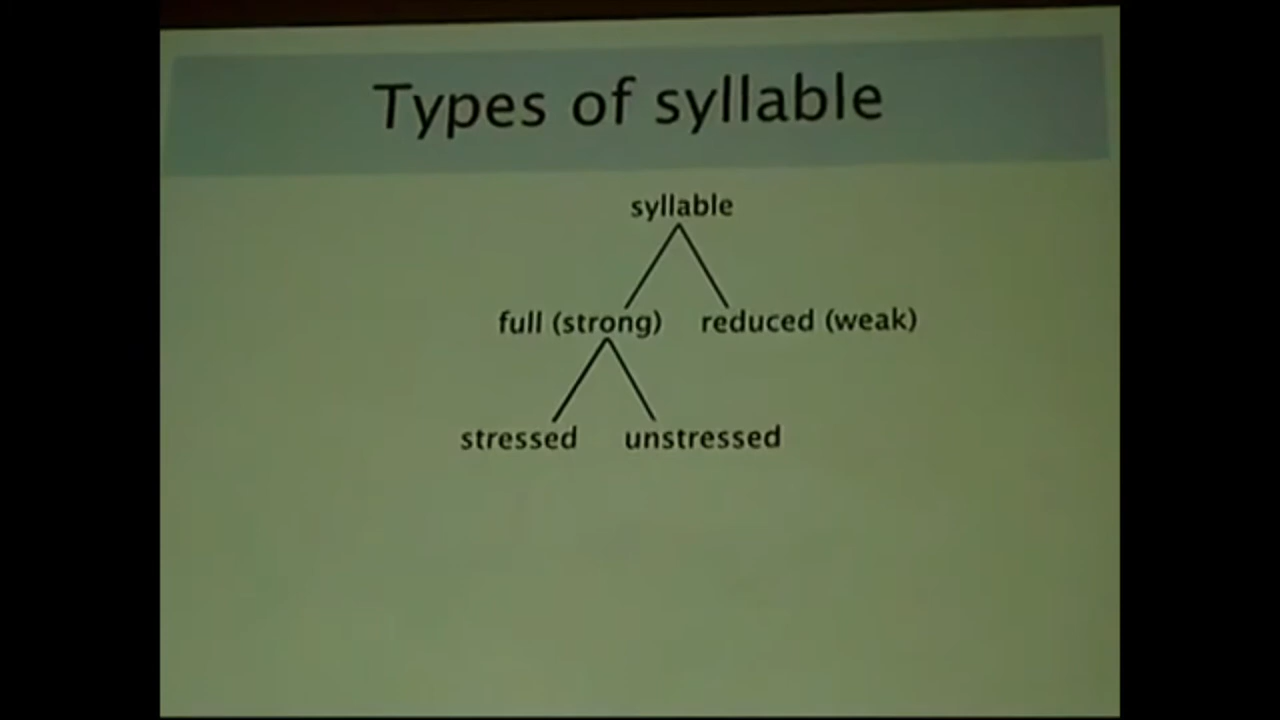 Types of syllable
syllable
full (strong) reduced (weak)
stressed unstressed